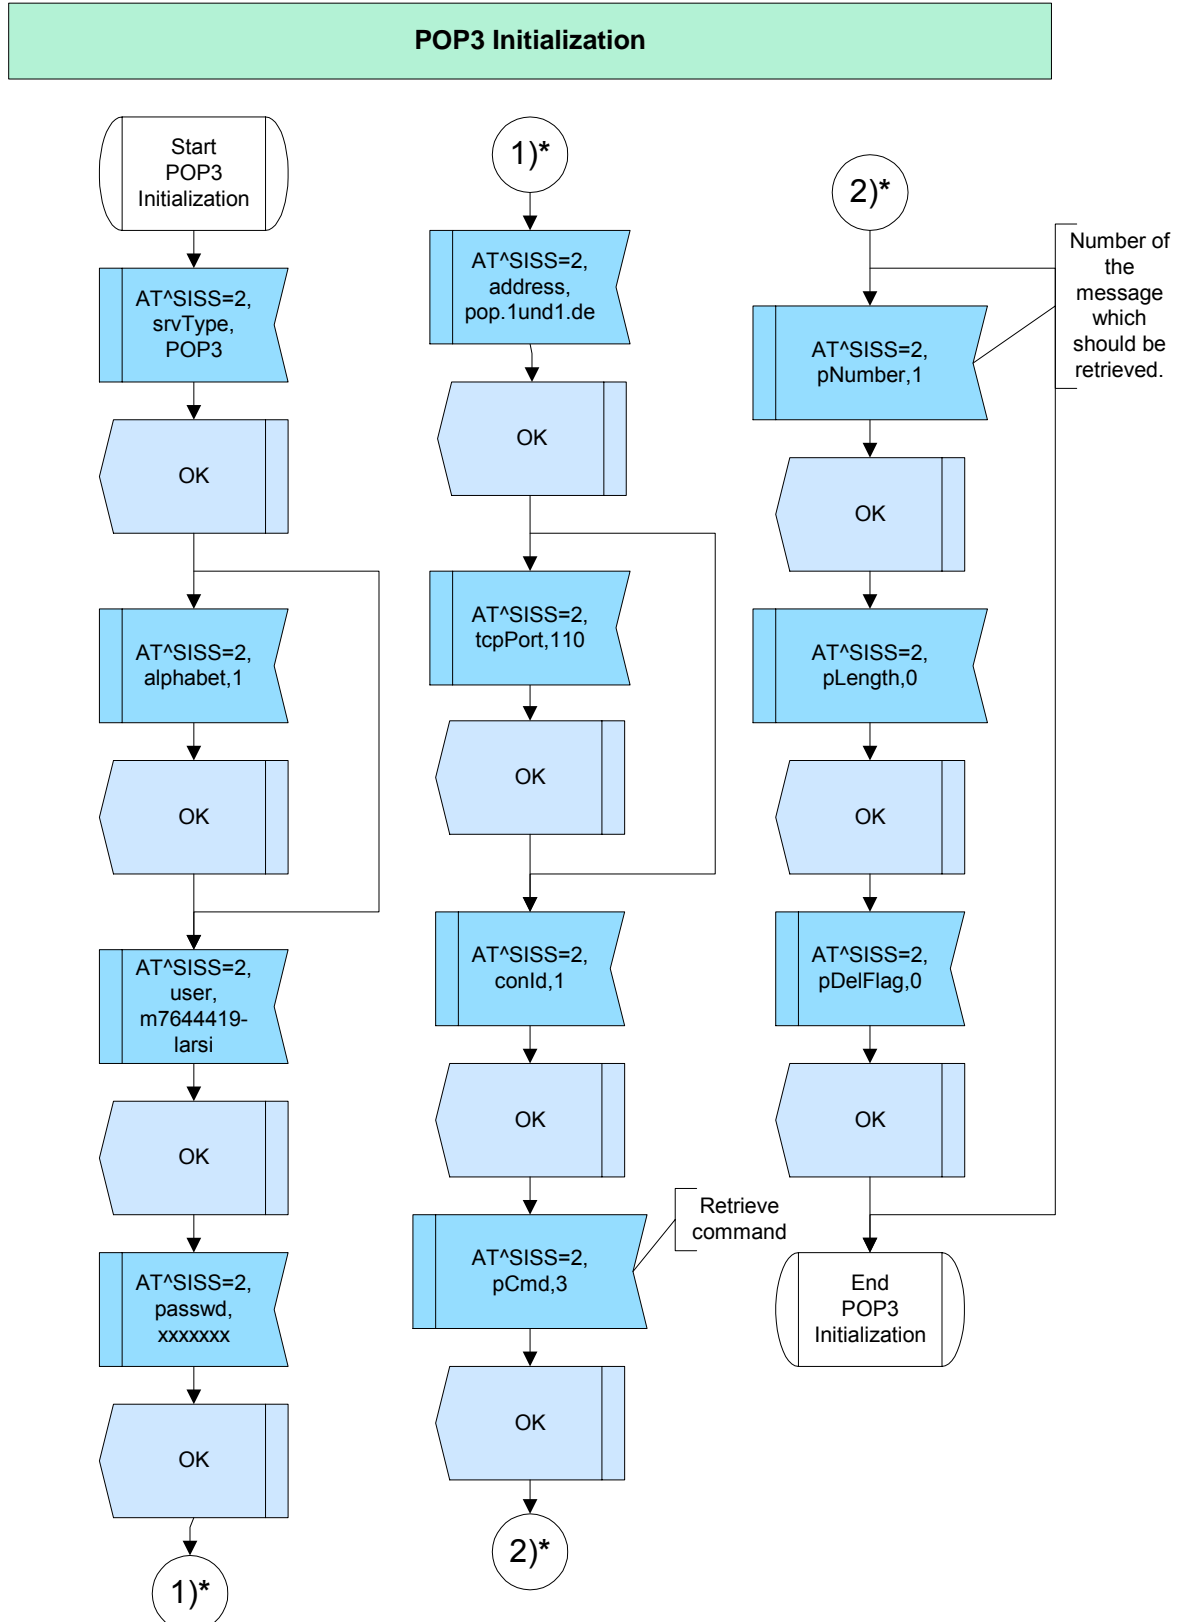 POP3 Initialization
Start
POP3
Initialization
AT^SISS=2,
srvType,
POP3
OK
AT^SISS=2,
alphabet,1
OK
AT^SISS=2,
user,
m7644419-
larsi
OK
AT^SISS=2,
passwd,
xxxxxxx
OK
1)*
1)*
AT^SISS=2,
address,
pop.1und1.de
OK
AT^SISS=2,
tcpPort,110
OK
AT^SISS=2,
conId,1
OK
AT^SISS=2,
pCmd,3
Retrieve
command
OK
2)*
2)*
Number of
the
message
which
should be
retrieved.
AT^SISS=2,
pNumber,1
OK
AT^SISS=2,
pLength,0
OK
AT^SISS=2,
pDelFlag,0
OK
End
POP3
Initialization